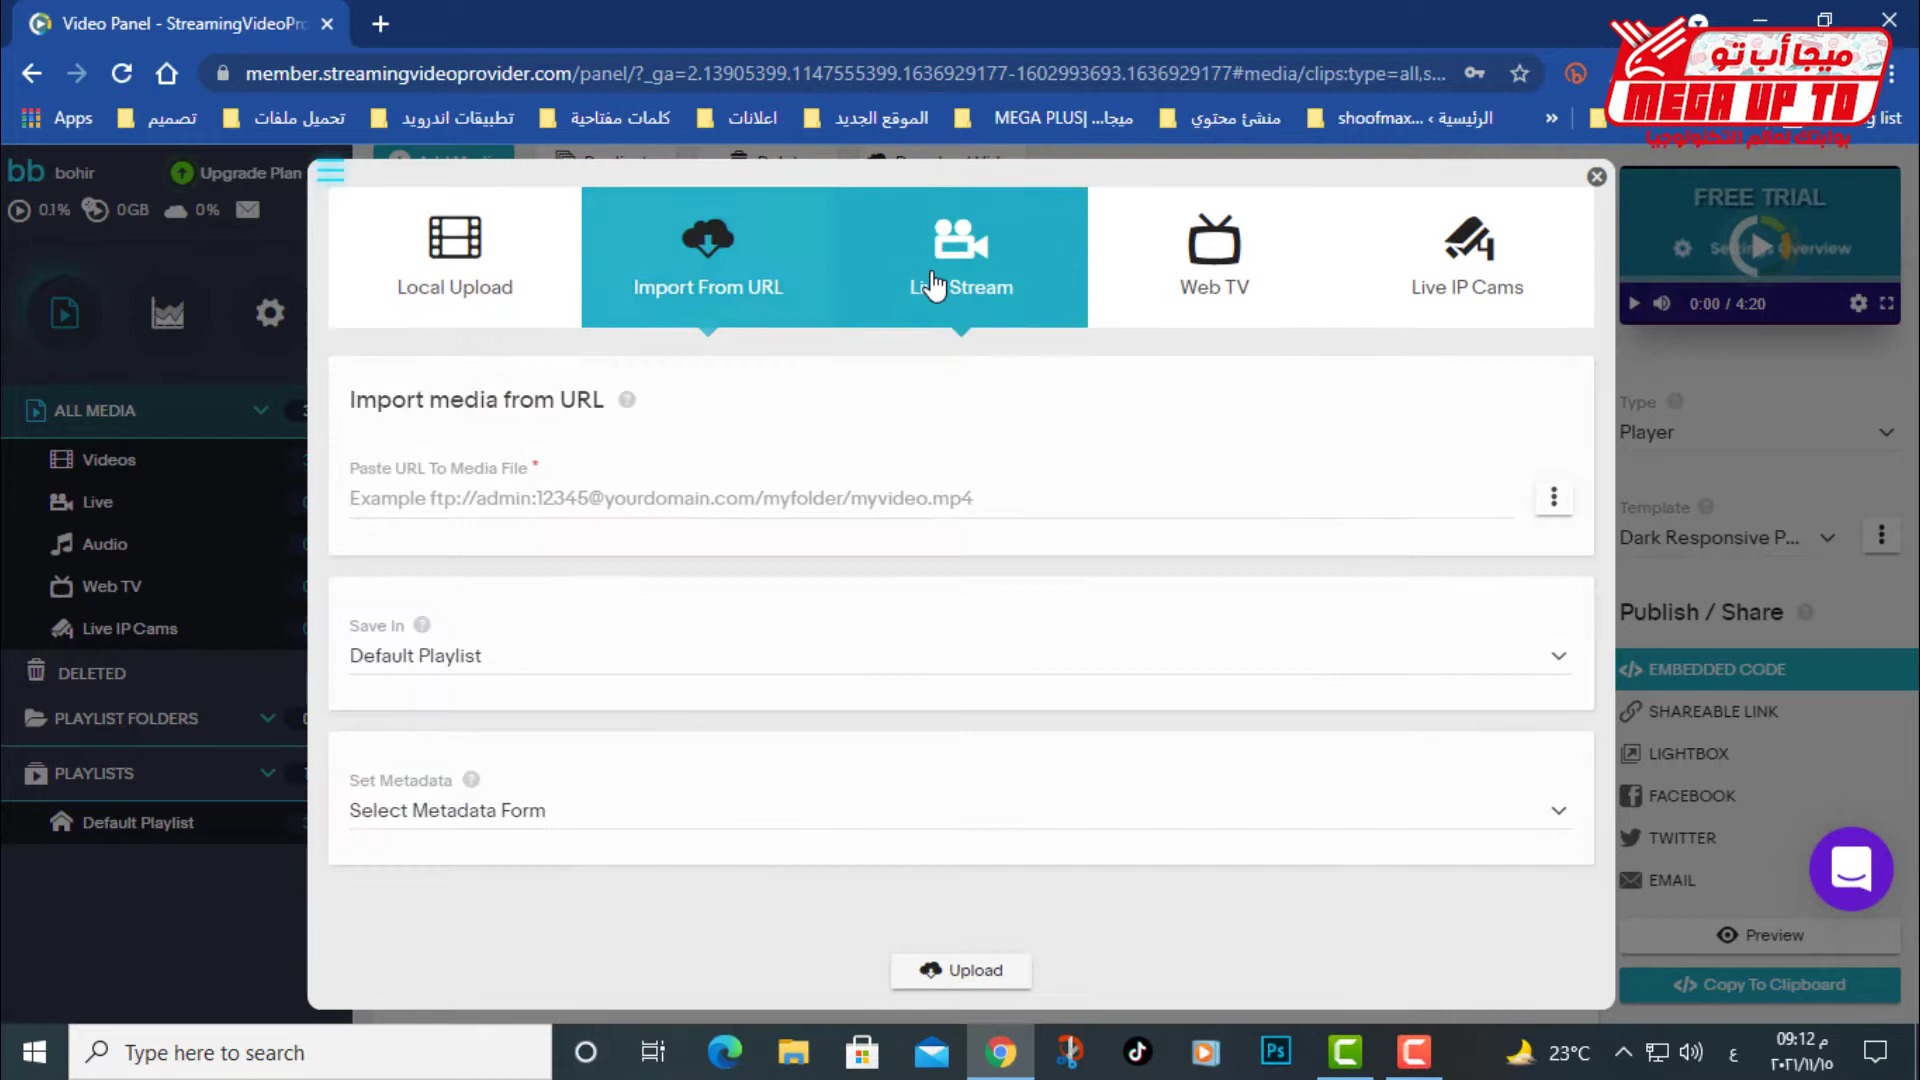 Video Panel - StreamingVideoPro
member.streamingvideoprovider.com/panel/?_ga=2.13905399.1147555399.1636929177-1602993693.1636929177#media/clips:type=all,s...
ميجا أب تو
MEGA UP TO
بوابتك لعالم التكنولوجيا
Apps
تصميم
تحميل ملفات
تطبيقات اندرويد
كلمات مفتاحية
اعلانات
الموقع الجديد
MEGA PLUS| ميجا...
منشئ محتوي
shoofmax... ‹ الرئيسية
»
list
bb bohir
Upgrade Plan
0.1%
0GB
0%
Local Upload
Import From URL
Live Stream
Web TV
Live IP Cams
FREE TRIAL
Settings Overview
0:00 / 4:20
ALL MEDIA
Videos
Live
Audio
Web TV
Live IP Cams
DELETED
PLAYLIST FOLDERS
PLAYLISTS
Default Playlist
Import media from URL
Paste URL To Media File *
Example ftp://admin:12345@yourdomain.com/myfolder/myvideo.mp4
Save In
Default Playlist
Set Metadata
Select Metadata Form
Upload
Type
Player
Template
Dark Responsive P...
Publish / Share
</> EMBEDDED CODE
SHAREABLE LINK
LIGHTBOX
FACEBOOK
TWITTER
EMAIL
Preview
</> Copy To Clipboard
Type here to search
Ps
23°C
ع
09:12 م
٢٠٢١/١١/١٥